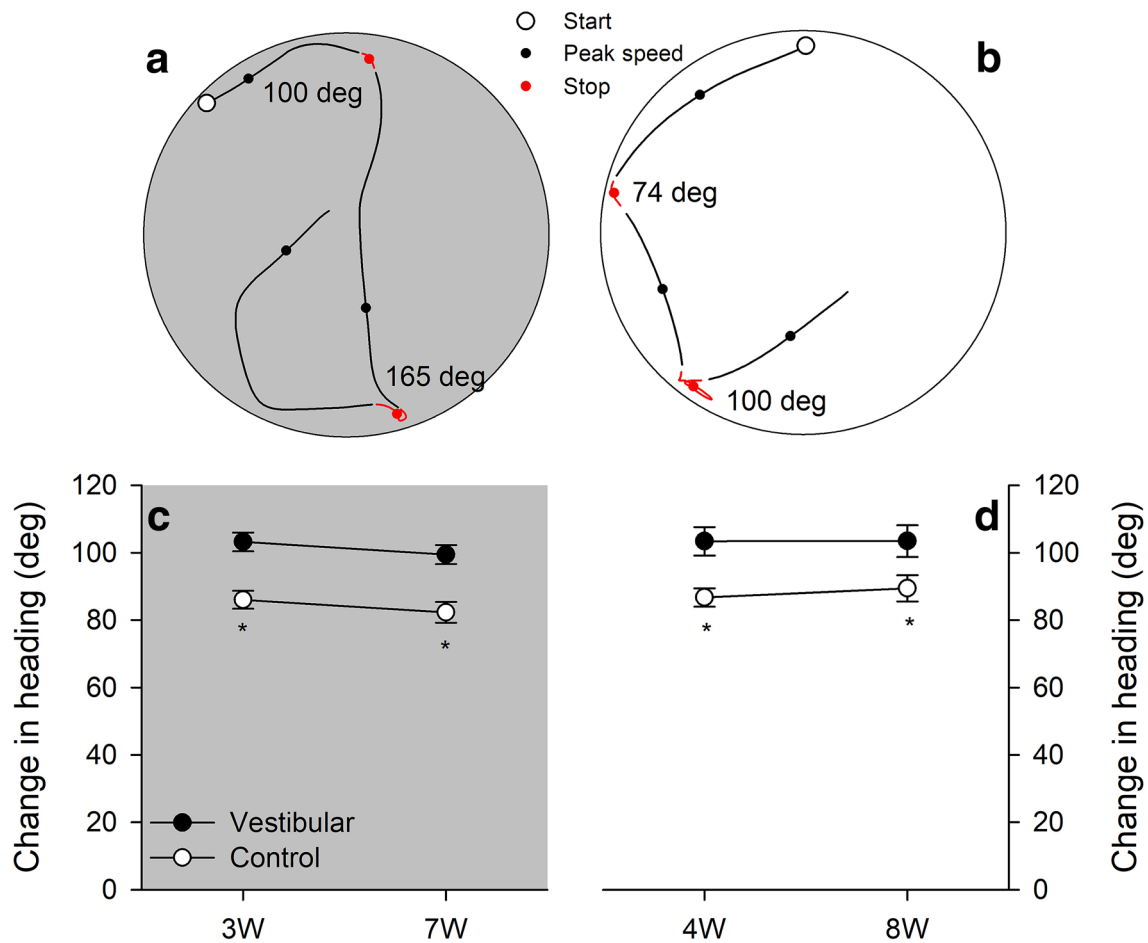 a
Start
Peak speed
Stop
b
100 deg
165 deg
74 deg
100 deg
Change in heading (deg)
120
100
80
60
40
20
0
c
*
*
Vestibular
Control
3W
7W
d
*
*
4W
8W
120
100
80
60
40
20
0
Change in heading (deg)